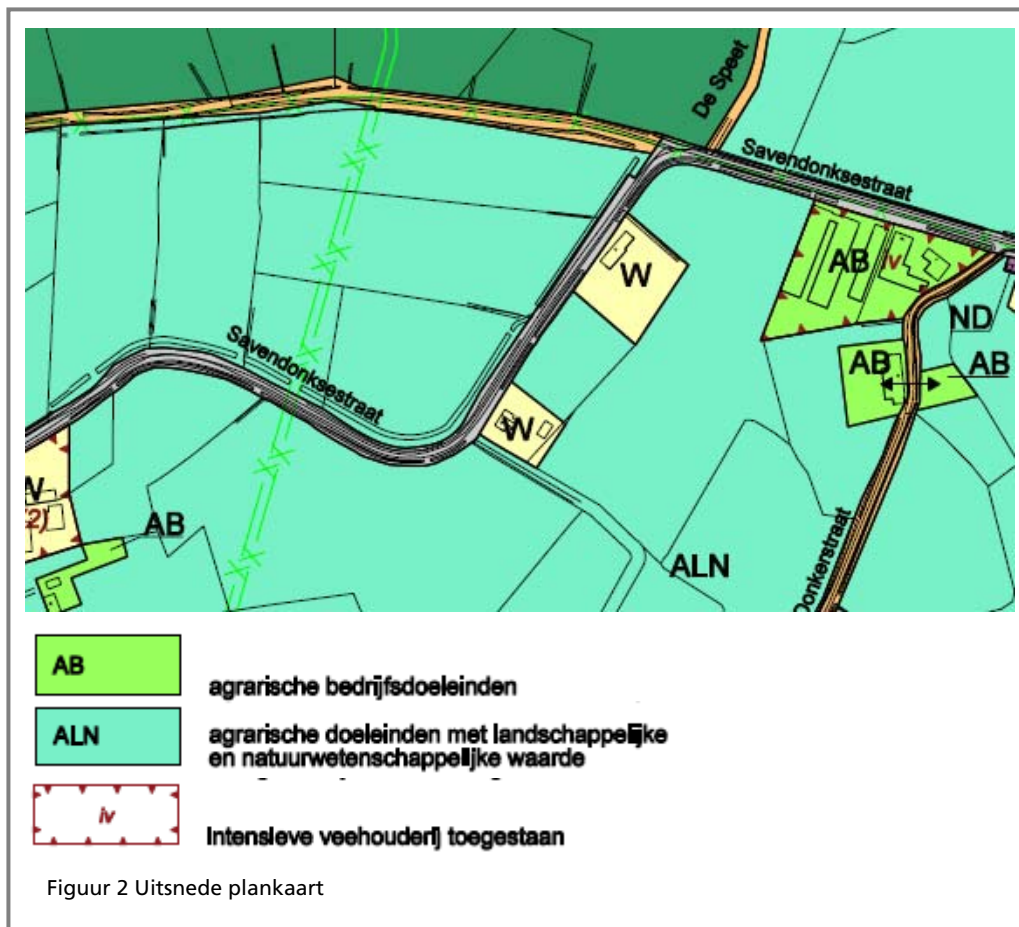 De Speet
Savendonksestraat
AB
iv
W
ND
AB
AB
Savendonksestraat
W
W
(2)
AB
ALN
Donkerstraat
AB
agrarische bedrijfsdoeleinden
ALN
agrarische doeleinden met landschappelijke
en natuurwetenschappelijke waarde
iv
Intensieve veehouderij toegestaan
Figuur 2 Uitsnede plankaart